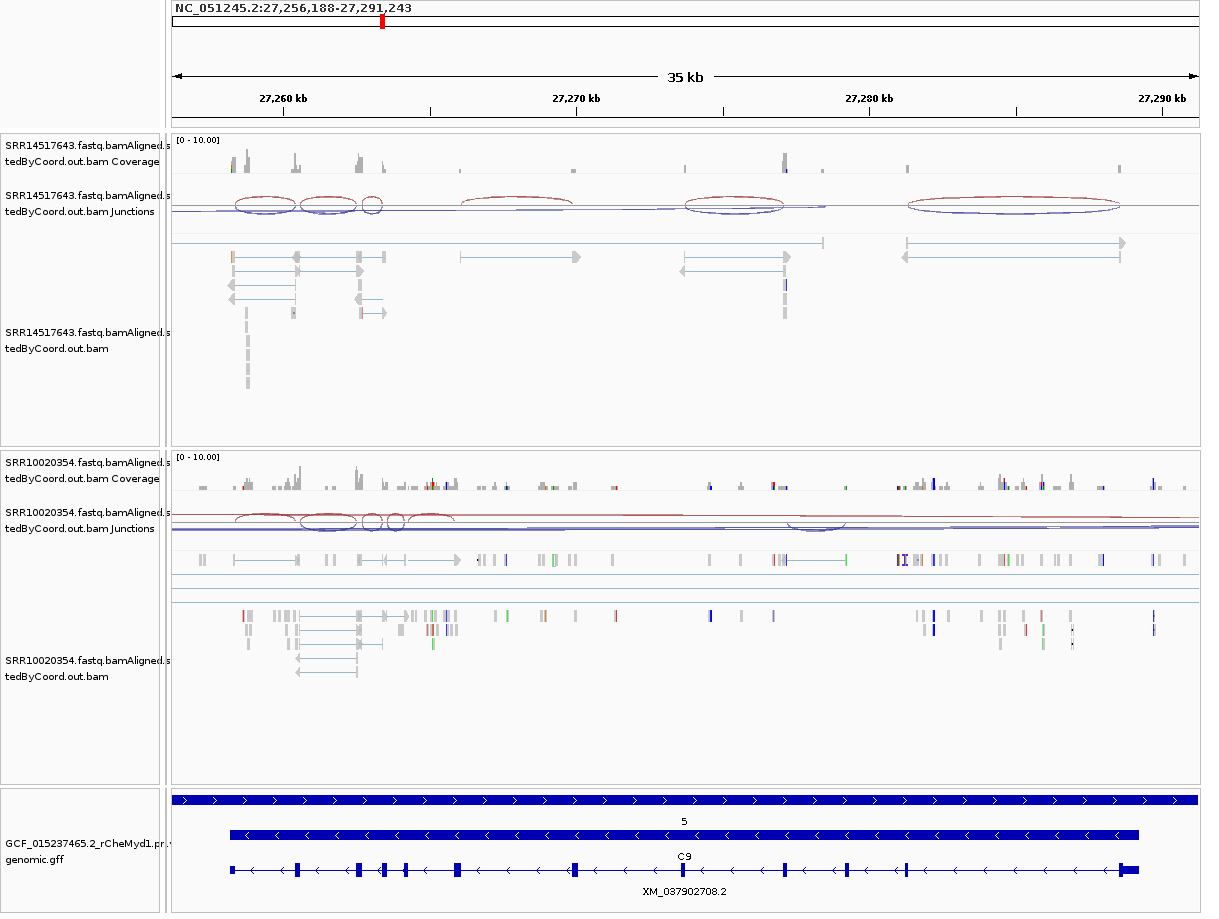 NC_051245.2:27,256,188-27,291,243
35 kb
27,260 kb 27,270 kb 27,280 kb 27,290 kb
SRR14517643.fastq.bamAligned.s
tedByCoord.out.bam Coverage
[0 - 10.00]
SRR14517643.fastq.bamAligned.s
tedByCoord.out.bam Junctions
SRR14517643.fastq.bamAligned.s
tedByCoord.out.bam
SRR10020354.fastq.bamAligned.s
tedByCoord.out.bam Coverage
[0 - 10.00]
SRR10020354.fastq.bamAligned.s
tedByCoord.out.bam Junctions
SRR10020354.fastq.bamAligned.s
tedByCoord.out.bam
5
GCF_015237465.2_rCheMyd1.pri.v
genomic.gff
C9
XM_037902708.2